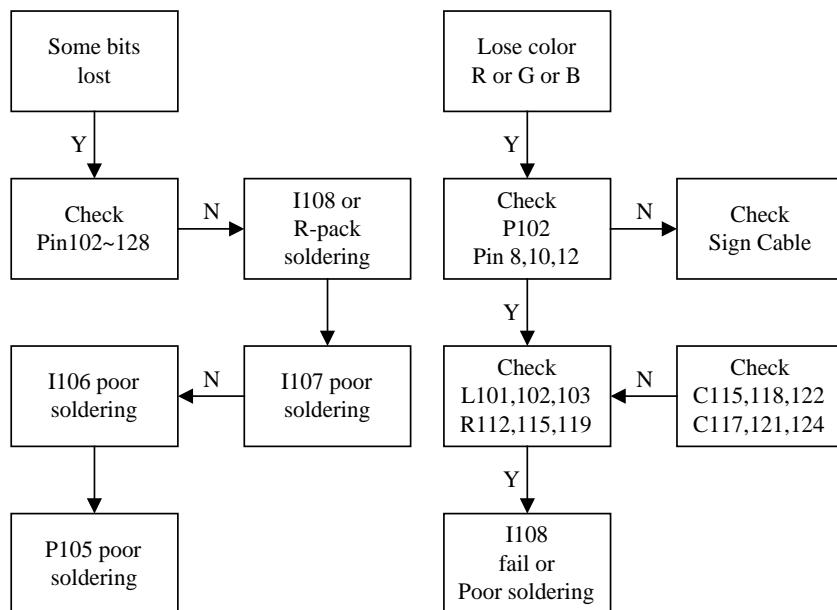 Some bits
lost
Y
Check
Pin102~128
N
I108 or
R-pack
soldering
I107 poor
soldering
N
I106 poor
soldering
P105 poor
soldering
Lose color
R or G or B
Y
Check
P102
Pin 8,10,12
N
Check
Sign Cable
Y
Check
L101,102,103
R112,115,119
N
Check
C115,118,122
C117,121,124
Y
I108
fail or
Poor soldering